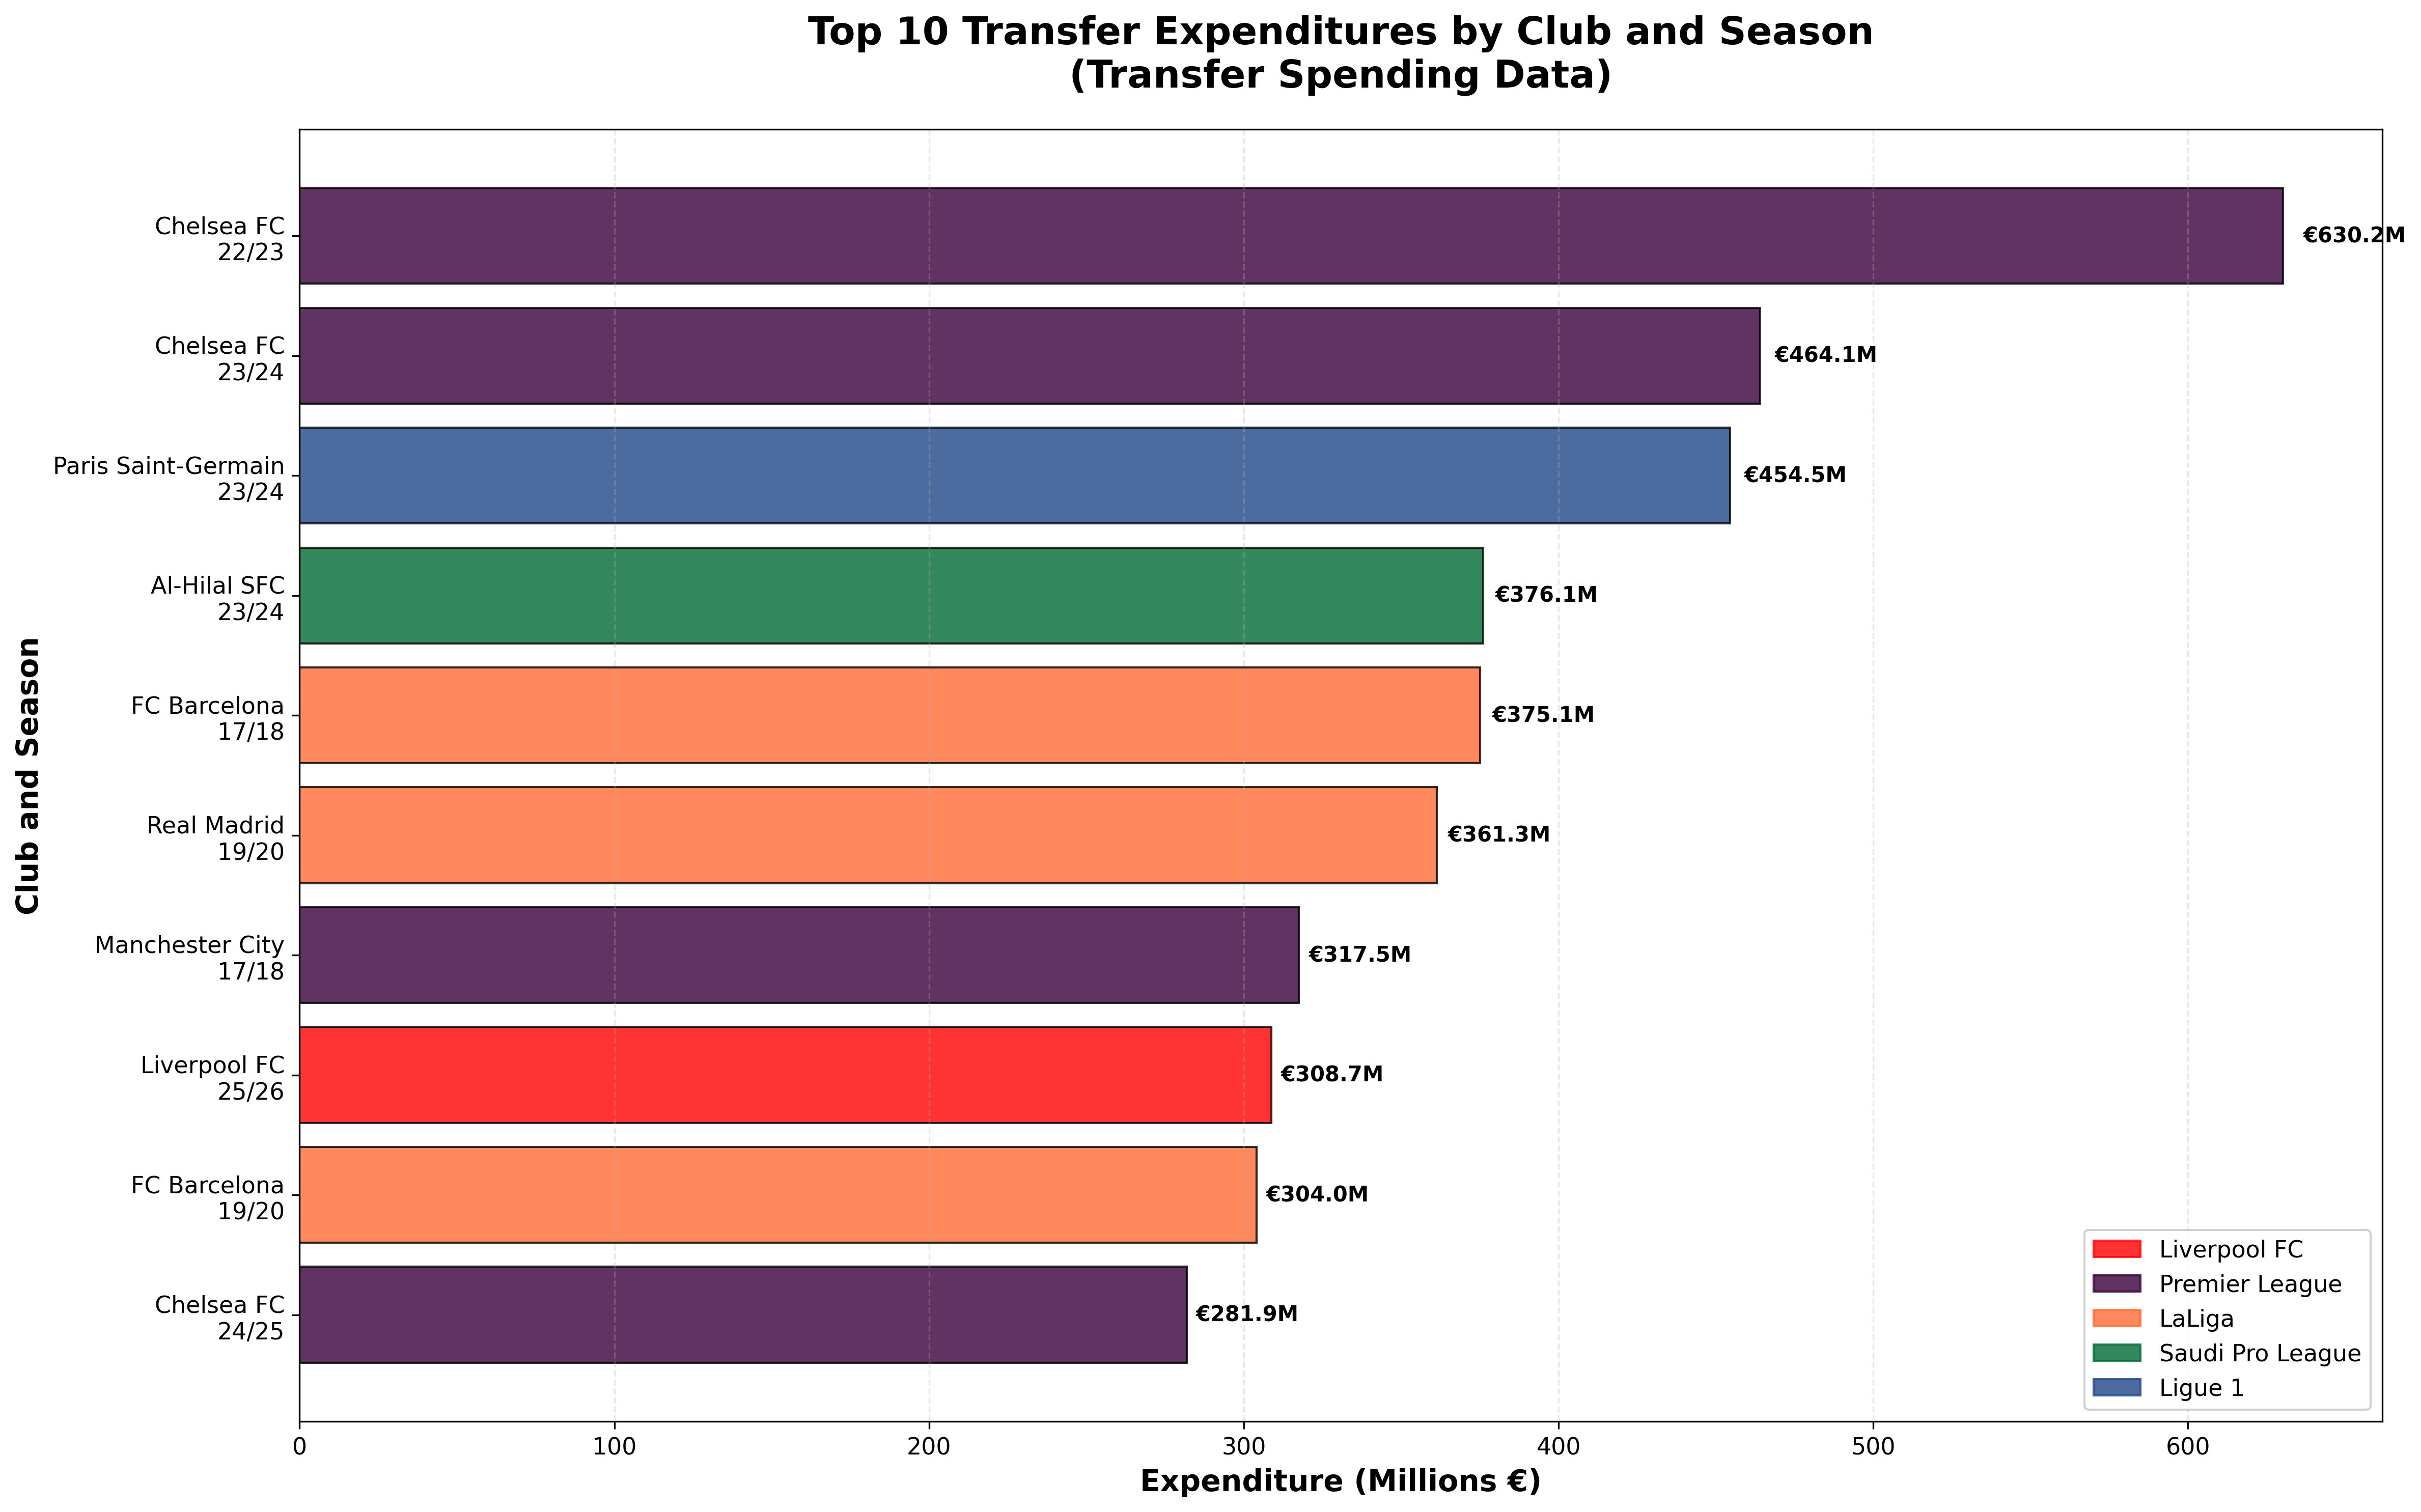 Top 10 Transfer Expenditures by Club and Season
(Transfer Spending Data)
Club and Season
Chelsea FC
22/23
€630.2M
Chelsea FC
23/24
€464.1M
Paris Saint-Germain
23/24
€454.5M
Al-Hilal SFC
23/24
€376.1M
FC Barcelona
17/18
€375.1M
Real Madrid
19/20
€361.3M
Manchester City
17/18
€317.5M
Liverpool FC
25/26
€308.7M
FC Barcelona
19/20
€304.0M
Chelsea FC
24/25
€281.9M
Liverpool FC
Premier League
LaLiga
Saudi Pro League
Ligue 1
0 100 200 300 400 500 600
Expenditure (Millions €)